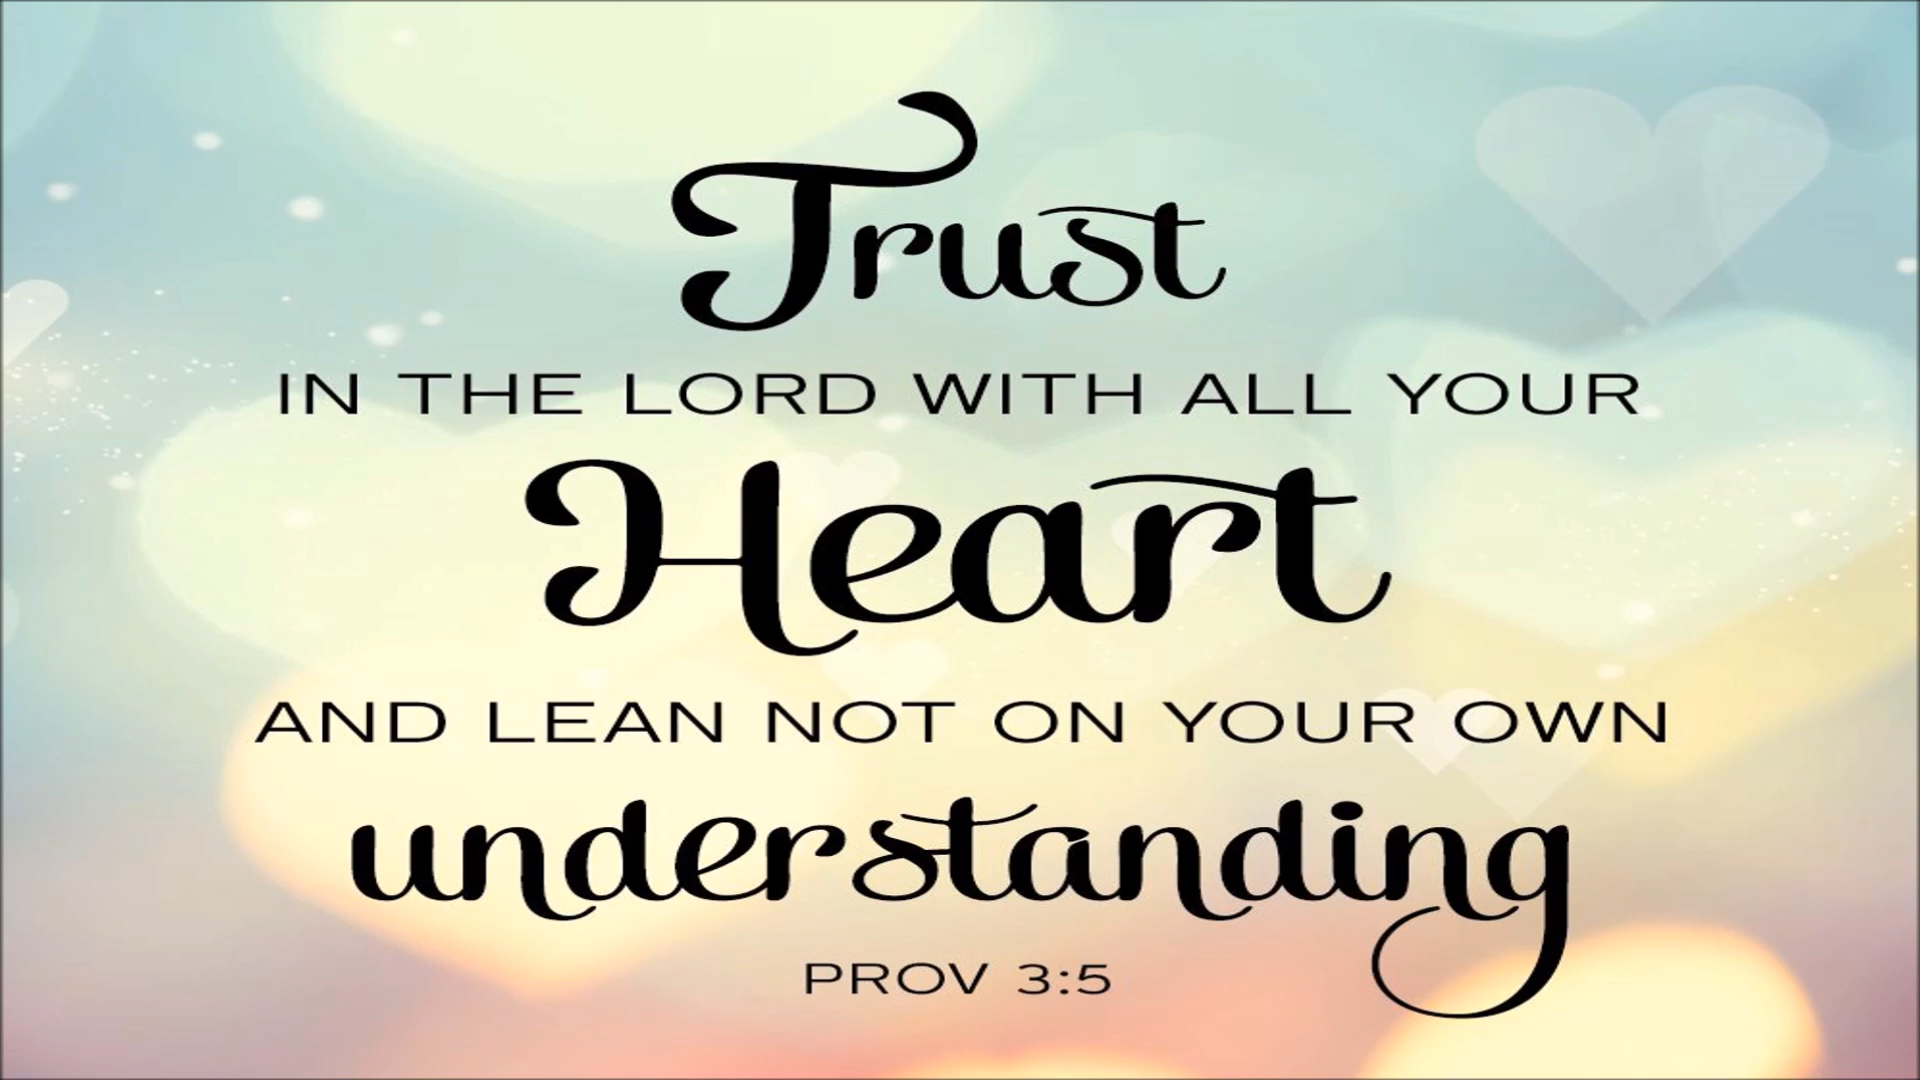 Trust
IN THE LORD WITH ALL YOUR
Heart
AND LEAN NOT ON YOUR OWN
understanding
PROV 3:5